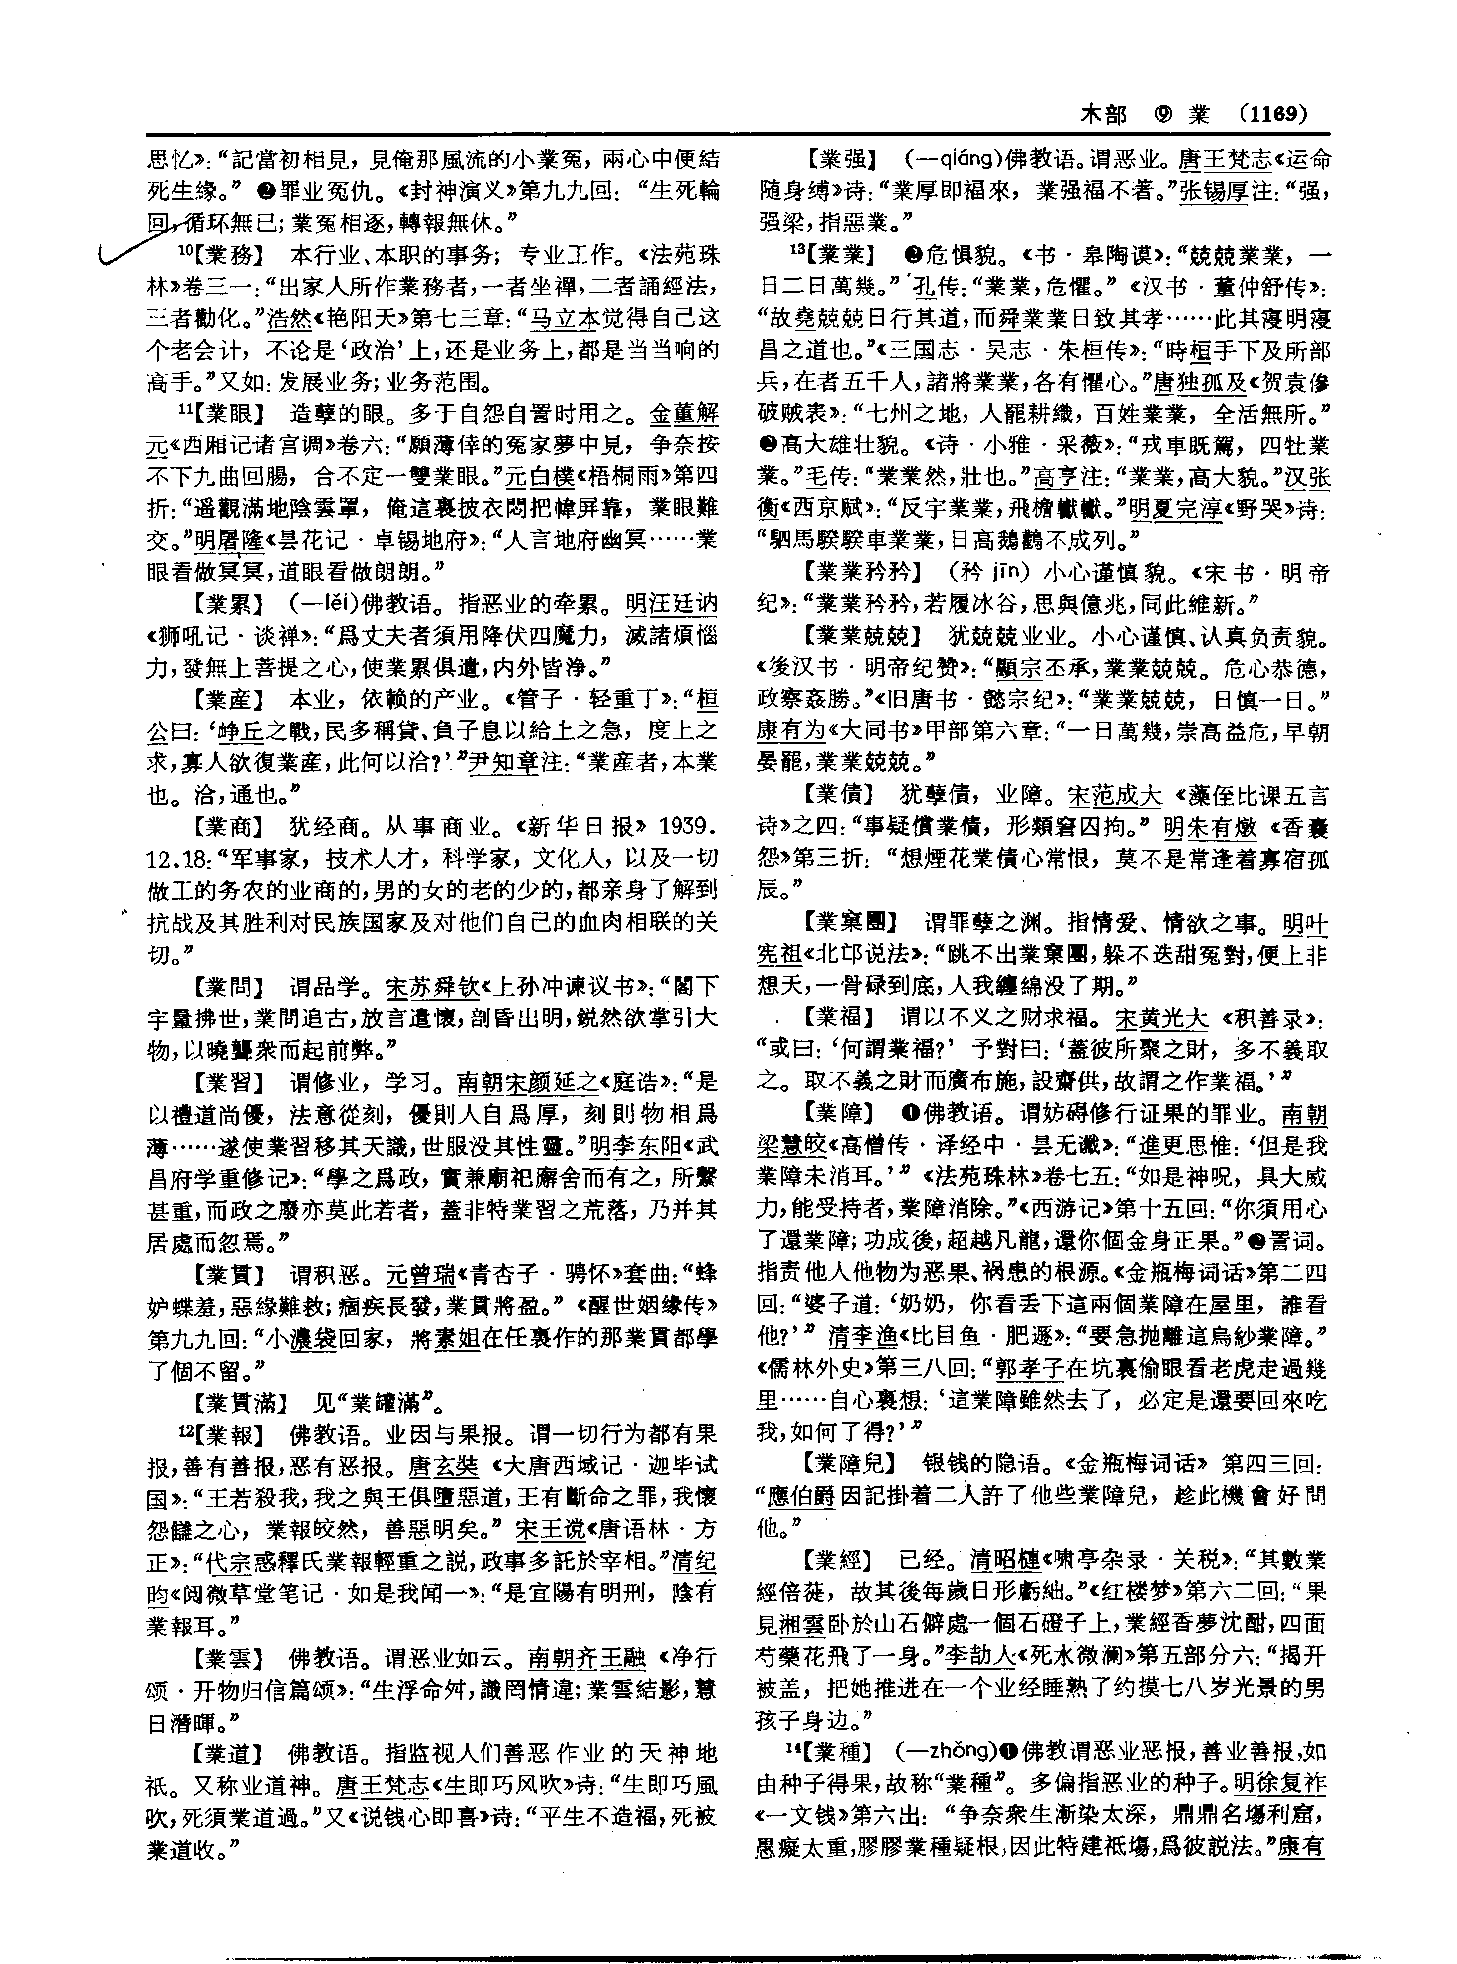 木部 ⑨ 業 (1169)
思忆》：“記當初相見，見俺那風流的小業冤，兩心中便結
死生缘。” ❷罪业冤仇。《封神演义》第九九回：“生死輪
回，循环無已；業冤相逐，轉報無休。”
10【業務】 本行业、本职的事务；专业工作。《法苑珠
林》卷三一：“出家人所作業務者，一者坐禪，二者誦經法，
三者勸化。”浩然《艳阳天》第七三章：“马立本觉得自己这
个老会计，不论是‘政治’上，还是业务上，都是当当响的
高手。”又如：发展业务；业务范围。
11【業眼】 造孽的眼。多于自怨自詈时用之。金董解
元《西厢记诸宫调》卷六：“願薄倖的冤家夢中見，争奈按
不下九曲回腸，合不定一雙業眼。”元白樸《梧桐雨》第四
折：“遥觀滿地陰雲罩，俺這裏披衣悶把幃屏靠，業眼難
交。”明屠隆《昙花记·卓锡地府》：“人言地府幽冥……業
眼看做冥冥，道眼看做朗朗。”
【業累】 (—lěi)佛教语。指恶业的牵累。明汪廷讷
《狮吼记·谈禅》：“爲丈夫者須用降伏四魔力，滅諸煩惱
力，發無上菩提之心，使業累俱遣，内外皆净。”
【業産】 本业，依赖的产业。《管子·轻重丁》：“桓
公曰：‘峥丘之戰，民多稱貸、負子息以給上之急，度上之
求，寡人欲復業産，此何以洽？’”尹知章注：“業産者，本業
也。洽，通也。”
【業商】 犹经商。从事商业。《新华日报》1939.
12.18：“军事家，技术人才，科学家，文化人，以及一切
做工的务农的业商的，男的女的老的少的，都亲身了解到
抗战及其胜利对民族国家及对他们自己的血肉相联的关
切。”
【業問】 谓品学。宋苏舜钦《上孙冲谏议书》：“閣下
宇量拂世，業問追古，放言遣懷，剖昏出明，鋭然欲掌引大
物，以曉聾衆而起前弊。”
【業習】 谓修业，学习。南朝宋颜延之《庭诰》：“是
以禮道尚優，法意從刻，優則人自爲厚，刻則物相爲
薄……遂使業習移其天識，世服没其性靈。”明李东阳《武
昌府学重修记》：“學之爲政，實兼廟祀廨舍而有之，所繫
甚重，而政之廢亦莫此若者，蓋非特業習之荒落，乃并其
居處而忽焉。”
【業貫】 谓积恶。元曾瑞《青杏子·骋怀》套曲：“蜂
妒蝶羞，惡緣難救；痼疾長發，業貫將盈。”《醒世姻缘传》
第九九回：“小濃袋回家，將素姐在任裏作的那業貫都學
了個不留。”
【業貫滿】 见“業罐滿”。
12【業報】 佛教语。业因与果报。谓一切行为都有果
报，善有善报，恶有恶报。唐玄奘《大唐西域记·迦毕试
国》：“王若殺我，我之與王俱墮惡道，王有斷命之罪，我懷
怨讎之心，業報皎然，善惡明矣。”宋王谠《唐语林·方
正》：“代宗惑釋氏業報輕重之説，政事多託於宰相。”清纪
昀《阅微草堂笔记·如是我闻一》：“是宜陽有明刑，陰有
業報耳。”
【業雲】 佛教语。谓恶业如云。南朝齐王融《净行
颂·开物归信篇颂》：“生浮命舛，識罔情違；業雲結影，慧
日潛暉。”
【業道】 佛教语。指监视人们善恶作业的天神地
祇。又称业道神。唐王梵志《生即巧风吹》诗：“生即巧風
吹，死須業道過。”又《说钱心即喜》诗：“平生不造福，死被
業道收。”
【業强】 (—qiáng)佛教语。谓恶业。唐王梵志《运命
随身缚》诗：“業厚即福來，業强福不著。”张锡厚注：“强，
强梁，指惡業。”
13【業業】 ❶危惧貌。《书·皋陶谟》：“兢兢業業，一
日二日萬幾。”孔传：“業業，危懼。”《汉书·董仲舒传》：
“故堯兢兢日行其道，而舜業業日致其孝……此其寖明寖
昌之道也。”《三国志·吴志·朱桓传》：“時桓手下及所部
兵，在者五千人，諸將業業，各有懼心。”唐独孤及《贺袁傪
破贼表》：“七州之地，人罷耕織，百姓業業，全活無所。”
❷高大雄壮貌。《诗·小雅·采薇》：“戎車既駕，四牡業
業。”毛传：“業業然，壯也。”高亨注：“業業，高大貌。”汉张
衡《西京赋》：“反宇業業，飛檐轣轣。”明夏完淳《野哭》诗：
“駟馬騤騤車業業，日高鵝鸛不成列。”
【業業矜矜】 (矜 jīn) 小心谨慎貌。《宋书·明帝
纪》：“業業矜矜，若履冰谷，思與億兆，同此維新。”
【業業兢兢】 犹兢兢业业。小心谨慎、认真负责貌。
《後汉书·明帝纪赞》：“顯宗丕承，業業兢兢。危心恭德，
政察姦勝。”《旧唐书·懿宗纪》：“業業兢兢，日慎一日。”
康有为《大同书》甲部第六章：“一日萬幾，崇高益危，早朝
晏罷，業業兢兢。”
【業債】 犹孽債，业障。宋范成大《藻侄比课五言
诗》之四：“事疑償業債，形類窘囚拘。”明朱有燉《香囊
怨》第三折：“想煙花業債心常恨，莫不是常逢着寡宿孤
辰。”
【業窠團】 谓罪孽之渊。指情爱、情欲之事。明叶
宪祖《北邙说法》：“跳不出業窠團，躲不迭甜冤對，便上非
想天，一骨碌到底，人我纏綿没了期。”
【業福】 谓以不义之财求福。宋黄光大《积善录》：
“或曰：‘何謂業福？’予對曰：‘蓋彼所聚之財，多不義取
之。取不義之財而廣布施，設齋供，故謂之作業福。’”
【業障】 ❶佛教语。谓妨碍修行证果的罪业。南朝
梁慧皎《高僧传·译经中·昙无谶》：“進更思惟：‘但是我
業障未消耳。’”《法苑珠林》卷七五：“如是神呪，具大威
力，能受持者，業障消除。”《西游记》第十五回：“你須用心
了還業障；功成後，超越凡龍，還你個金身正果。”❷詈词。
指责他人他物为恶果、祸患的根源。《金瓶梅词话》第二四
回：“婆子道：‘奶奶，你看丢下這兩個業障在屋里，誰看
他？’”清李渔《比目鱼·肥遯》：“要急抛離這烏紗業障。”
《儒林外史》第三八回：“郭孝子在坑裏偷眼看老虎走過幾
里……自心裏想：‘這業障雖然去了，必定是還要回來吃
我，如何了得？’”
【業障兒】 银钱的隐语。《金瓶梅词话》第四三回：
“應伯爵因記掛着二人許了他些業障兒，趁此機會好問
他。”
【業經】 已经。清昭槤《啸亭杂录·关税》：“其數業
經倍蓰，故其後每歲日形虧絀。”《红楼梦》第六二回：“果
見湘雲卧於山石僻處一個石磴子上，業經香夢沈酣，四面
芍藥花飛了一身。”李劼人《死水微澜》第五部分六：“揭开
被盖，把她推进在一个业经睡熟了约摸七八岁光景的男
孩子身边。”
14【業種】 (—zhǒng)❶佛教谓恶业恶报，善业善报，如
由种子得果，故称“業種”。多偏指恶业的种子。明徐复祚
《一文钱》第六出：“争奈衆生漸染太深，鼎鼎名場利窟，
愚癡太重，膠膠業種疑根，因此特建祇場，爲彼説法。”康有